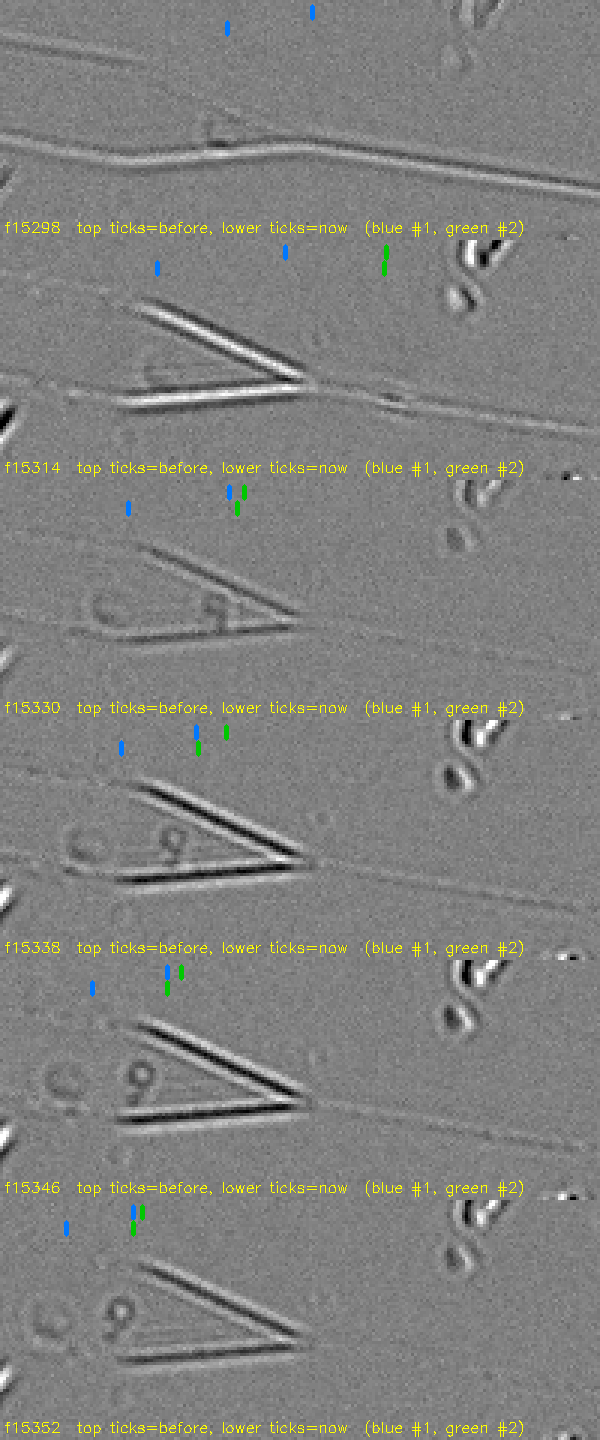 f15298 top ticks=before, lower ticks=now (blue #1, green #2)
f15314 top ticks=before, lower ticks=now (blue #1, green #2)
f15330 top ticks=before, lower ticks=now (blue #1, green #2)
f15338 top ticks=before, lower ticks=now (blue #1, green #2)
f15346 top ticks=before, lower ticks=now (blue #1, green #2)
f15352 top ticks=before, lower ticks=now (blue #1, green #2)